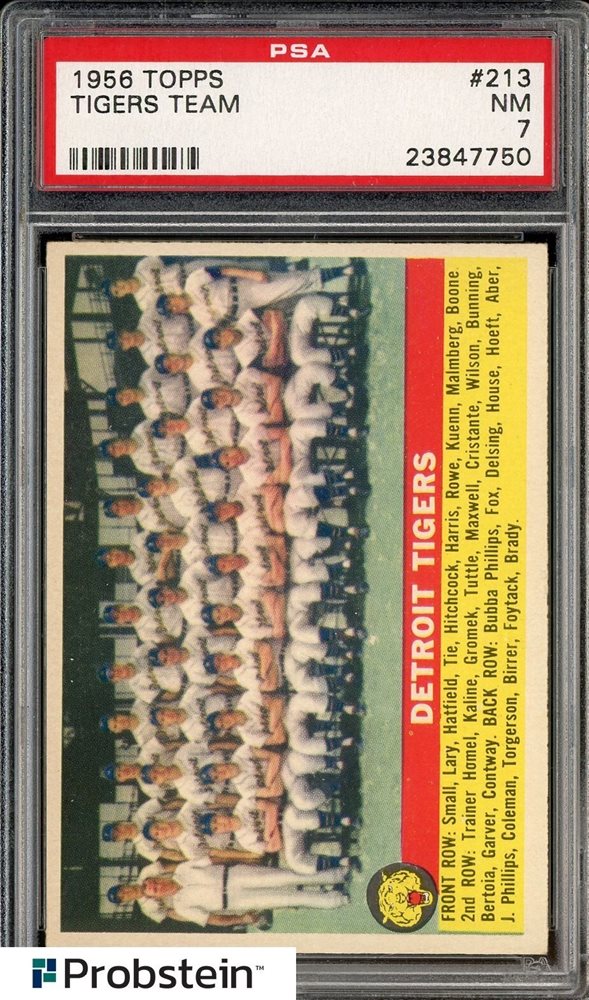 PSA
1956 TOPPS #213
TIGERS TEAM NM
7
23847750
DETROIT TIGERS
FRONT ROW: Small, Lary, Hatfield, Tie, Hitchcock, Harris, Rowe, Kuenn, Malmberg, Boone
2nd ROW: Trainer Homel, Kaline, Gromek, Tuttle, Maxwell, Cristante, Wilson, Bunning,
Bertoia, Garver, Contway. BACK ROW: Bubba Phillips, Fox, Delsing, House, Hoeft, Aber,
J. Phillips, Coleman, Torgerson, Birrer, Foytack, Brady.
Probstein™